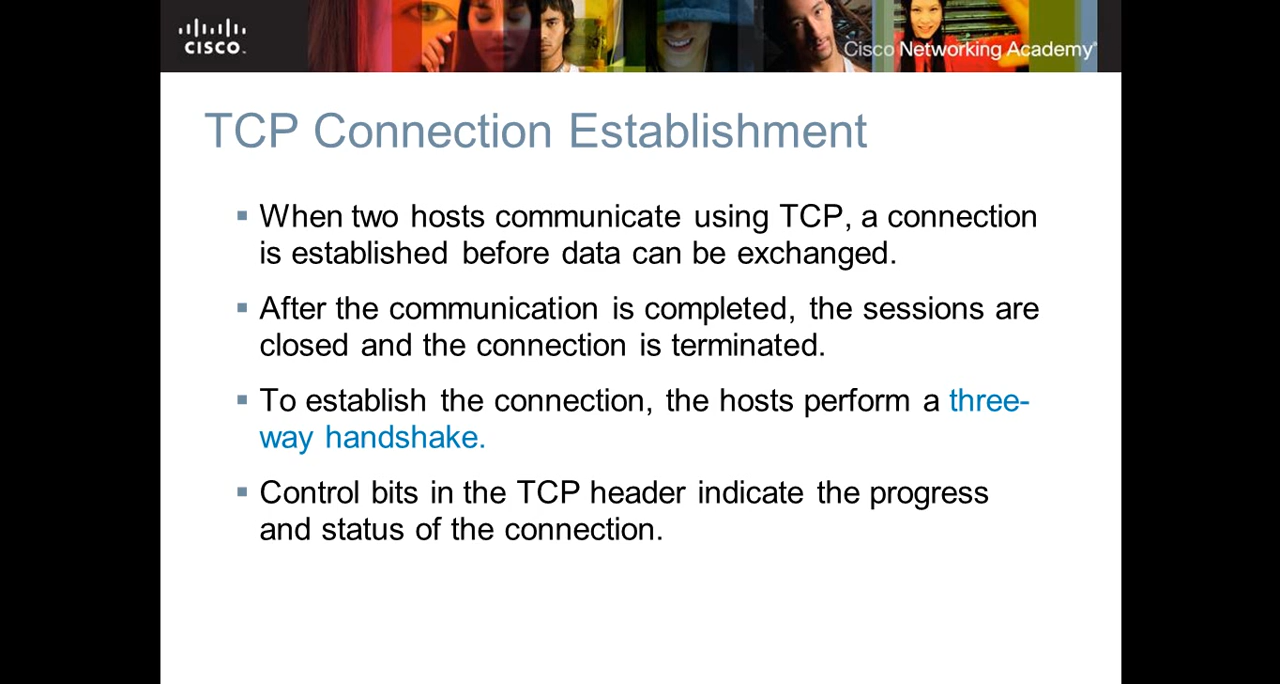 CISCO
Cisco Networking Academy
TCP Connection Establishment
When two hosts communicate using TCP, a connection
is established before data can be exchanged.
After the communication is completed, the sessions are
closed and the connection is terminated.
To establish the connection, the hosts perform a three-
way handshake.
Control bits in the TCP header indicate the progress
and status of the connection.